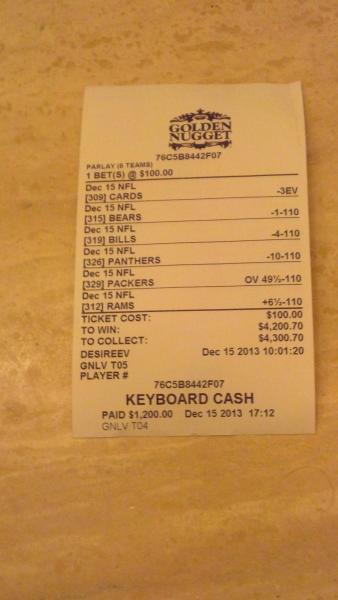 GOLDEN
NUGGET
76C5B8442F07
PARLAY (6 TEAMS)
1 BET(S) @ $100.00
Dec 15 NFL
[309] CARDS -3EV
Dec 15 NFL
[315] BEARS -1-110
Dec 15 NFL
[319] BILLS -4-110
Dec 15 NFL
[326] PANTHERS -10-110
Dec 15 NFL
[329] PACKERS OV 49½-110
Dec 15 NFL
[312] RAMS +6½-110
TICKET COST: $100.00
TO WIN: $4,200.70
TO COLLECT: $4,300.70
DESIREEV Dec 15 2013 10:01:20
GNLV T05
PLAYER #
76C5B8442F07
KEYBOARD CASH
PAID $1,200.00 Dec 15 2013 17:12
GNLV T04